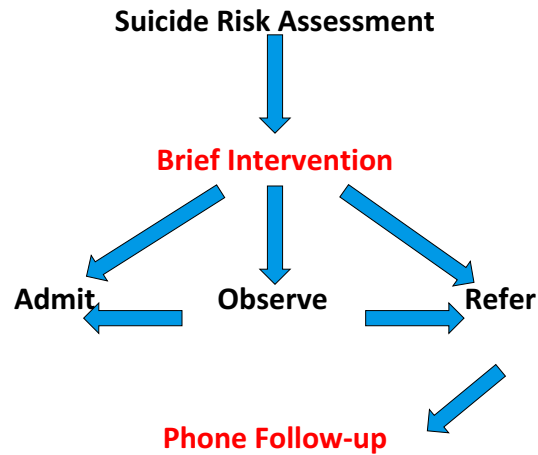 Suicide Risk Assessment
Brief Intervention
Admit Observe Refer
Phone Follow-up